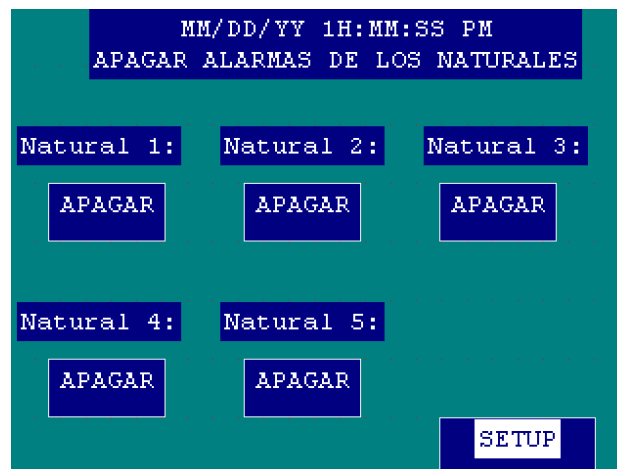 MM/DD/YY 1H:MM:SS PM
APAGAR ALARMAS DE LOS NATURALES
Natural 1: Natural 2: Natural 3:
APAGAR APAGAR APAGAR
Natural 4: Natural 5:
APAGAR APAGAR
SETUP